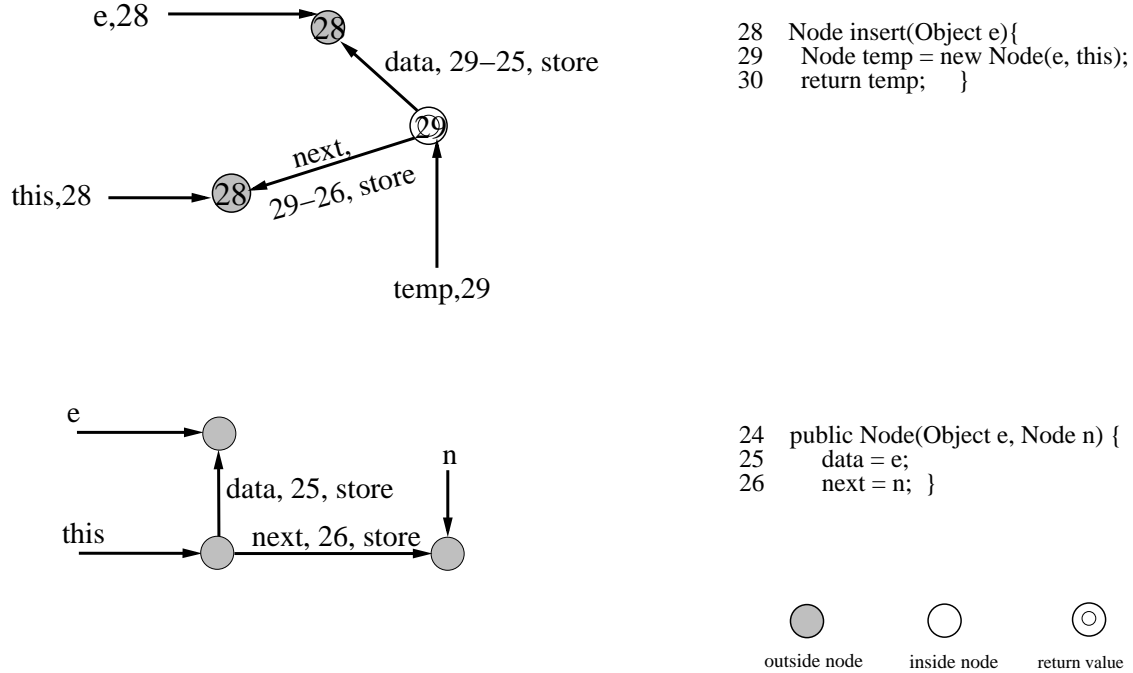 e,28
28
data, 29−25, store
29
next,
29−26, store
this,28
28
temp,29
28 Node insert(Object e){
29 Node temp = new Node(e, this);
30 return temp; }
e
data, 25, store
n
this
next, 26, store
24 public Node(Object e, Node n) {
25 data = e;
26 next = n; }
outside node
inside node
return value